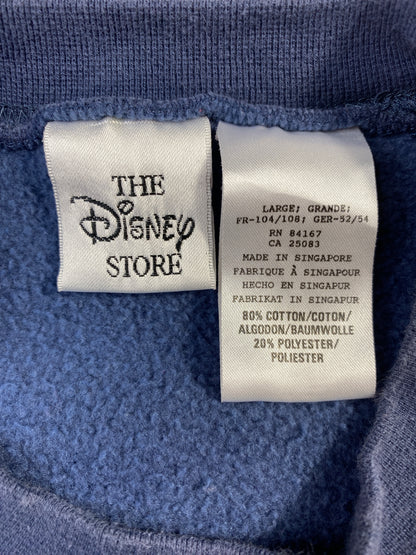 THE
Disney
STORE
LARGE; GRANDE;
FR-104/108; GER-52/54
RN 84167
CA 25083
MADE IN SINGAPORE
FABRIQUE À SINGAPOUR
HECHO EN SINGAPUR
FABRIKAT IN SINGAPUR
80% COTTON/COTON/
ALGODON/BAUMWOLLE
20% POLYESTER/
POLIESTER